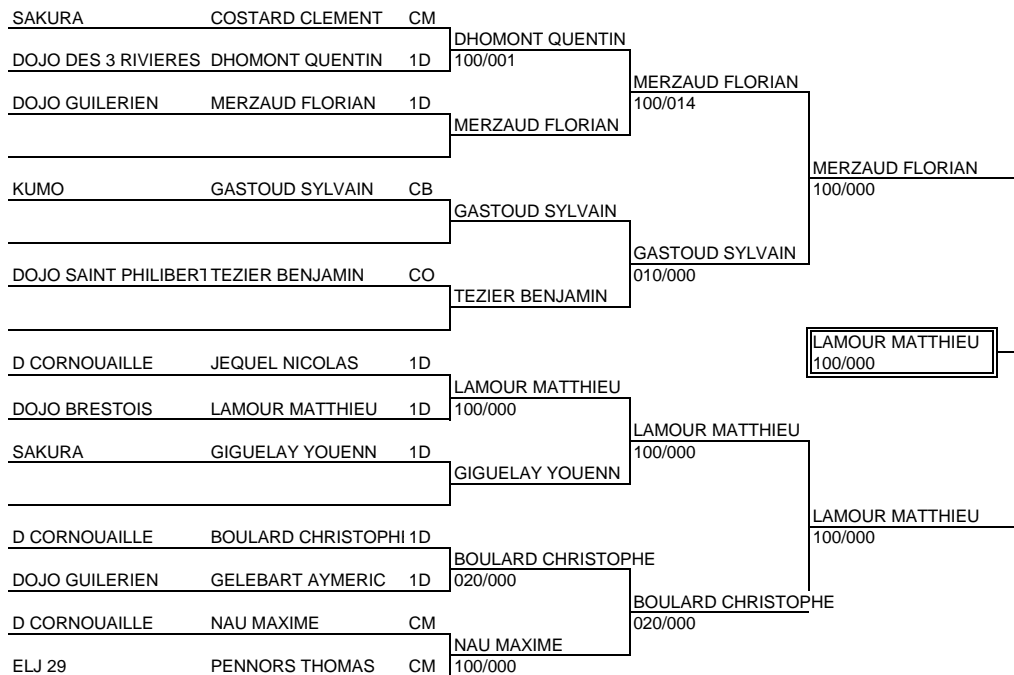 SAKURA COSTARD CLEMENT CM
DHOMONT QUENTIN
DOJO DES 3 RIVIERES DHOMONT QUENTIN 1D 100/001
MERZAUD FLORIAN
DOJO GUILERIEN MERZAUD FLORIAN 1D 100/014
MERZAUD FLORIAN
MERZAUD FLORIAN
KUMO GASTOUD SYLVAIN CB 100/000
GASTOUD SYLVAIN
GASTOUD SYLVAIN
DOJO SAINT PHILIBERT TEZIER BENJAMIN CO 010/000
TEZIER BENJAMIN
LAMOUR MATTHIEU
D CORNOUAILLE JEQUEL NICOLAS 1D 100/000
LAMOUR MATTHIEU
DOJO BRESTOIS LAMOUR MATTHIEU 1D 100/000
LAMOUR MATTHIEU
SAKURA GIGUELAY YOUENN 1D 100/000
GIGUELAY YOUENN
LAMOUR MATTHIEU
D CORNOUAILLE BOULARD CHRISTOPHI 1D 100/000
BOULARD CHRISTOPHE
DOJO GUILERIEN GELEBART AYMERIC 1D 020/000
BOULARD CHRISTOPHE
D CORNOUAILLE NAU MAXIME CM 020/000
NAU MAXIME
ELJ 29 PENNORS THOMAS CM 100/000